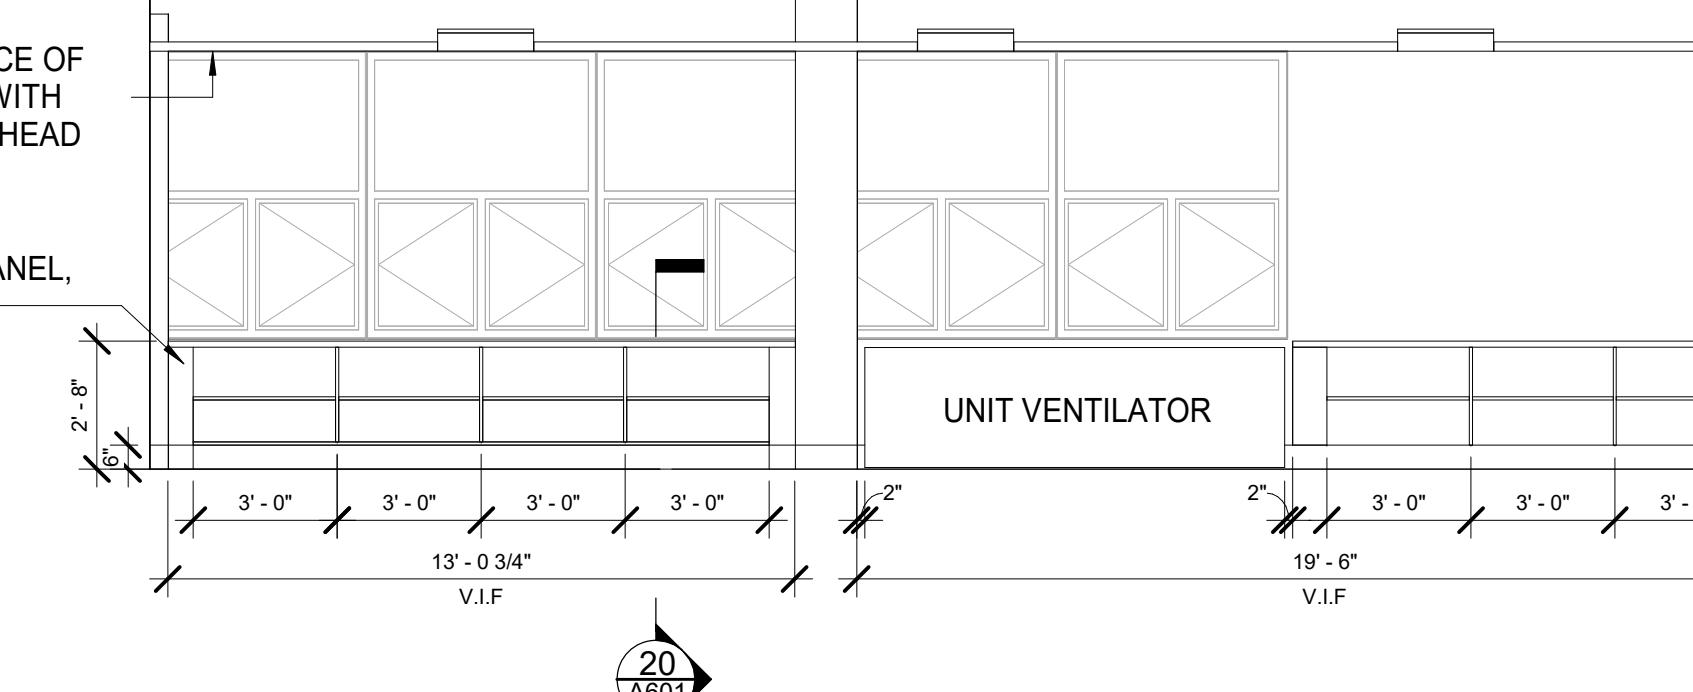 CE OF
WITH
HEAD
ANEL,
2' - 8"
6"
UNIT VENTILATOR
3' - 0" 3' - 0" 3' - 0" 3' - 0" 2" 2" 3' - 0" 3' - 0" 3' -
13' - 0 3/4" 19' - 6"
V.I.F V.I.F
20
A601